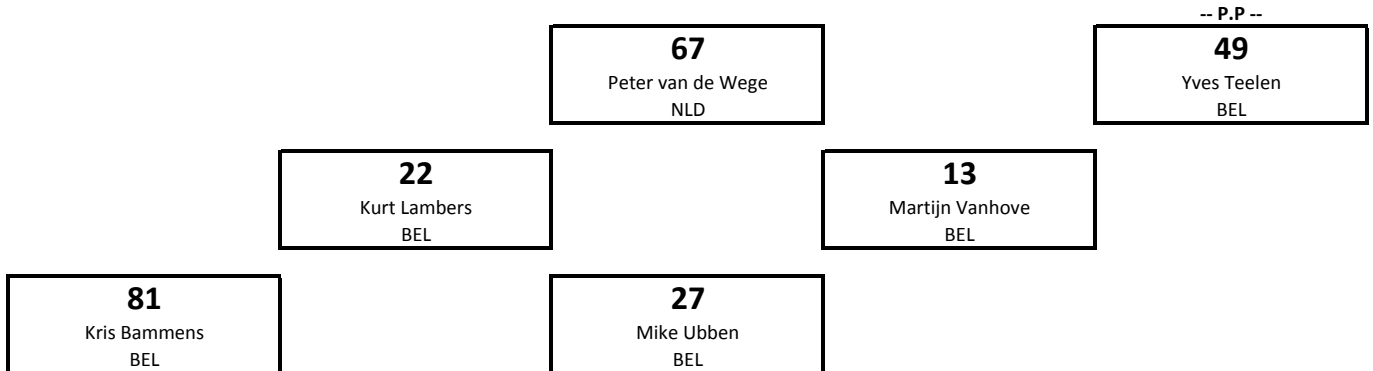 -- P.P --
67
Peter van de Wege
NLD
49
Yves Teelen
BEL
22
Kurt Lambers
BEL
13
Martijn Vanhove
BEL
81
Kris Bammens
BEL
27
Mike Ubben
BEL